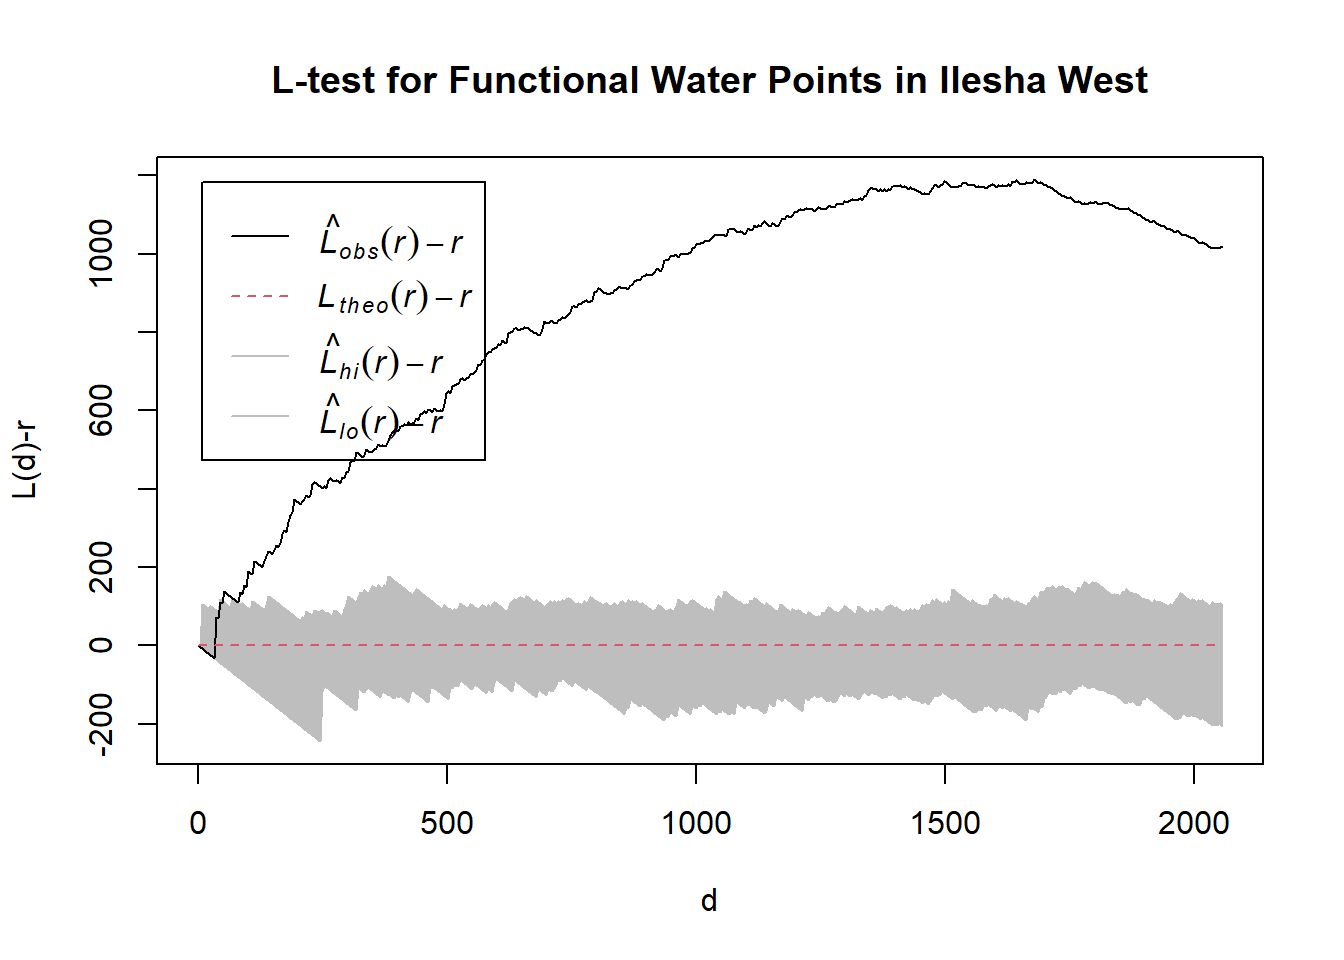 L-test for Functional Water Points in Ilesha West
L̂obs(r) – r
Ltheo(r) – r
L̂hi(r) – r
L̂lo(r) – r
L(d)-r
1000
600
200
0
-200
0 500 1000 1500 2000
d